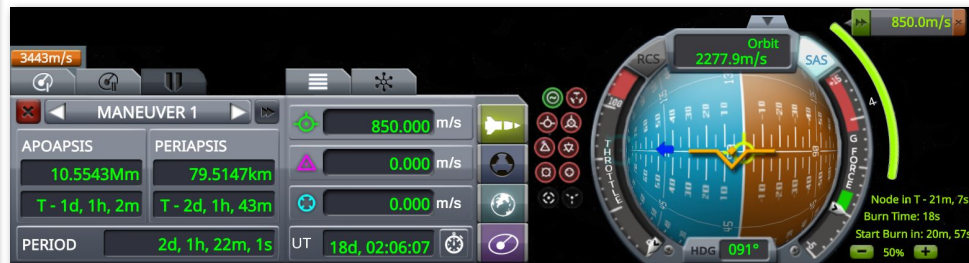 3443m/s
MANEUVER 1
APOAPSIS
PERIAPSIS
10.5543Mm
79.5147km
T - 1d, 1h, 2m
T - 2d, 1h, 43m
PERIOD
2d, 1h, 22m, 1s
850.000 m/s
0.000 m/s
0.000 m/s
UT
18d, 02:06:07
RCS
Orbit
2277.9m/s
SAS
THROTTLE
100
G FORCE
HDG 091°
850.0m/s
Node in T - 21m, 7s
Burn Time: 18s
Start Burn in: 20m, 57s
50%